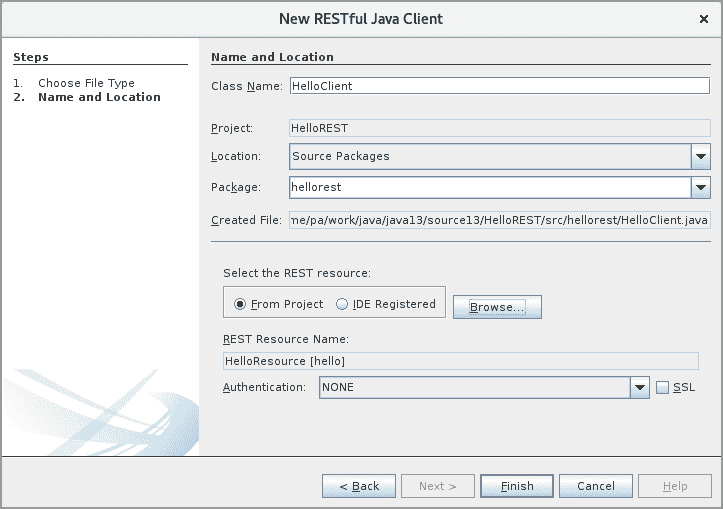 New RESTful Java Client
×
Steps
1. Choose File Type
2. Name and Location
Name and Location
Class Name: HelloClient
Project: HelloREST
Location: Source Packages
Package: hellorest
Created File: me/pa/work/java/java13/source13/HelloREST/src/hellorest/HelloClient.java
Select the REST resource:
From Project IDE Registered Browse...
REST Resource Name:
HelloResource [hello]
Authentication: NONE SSL
< Back Next > Finish Cancel Help